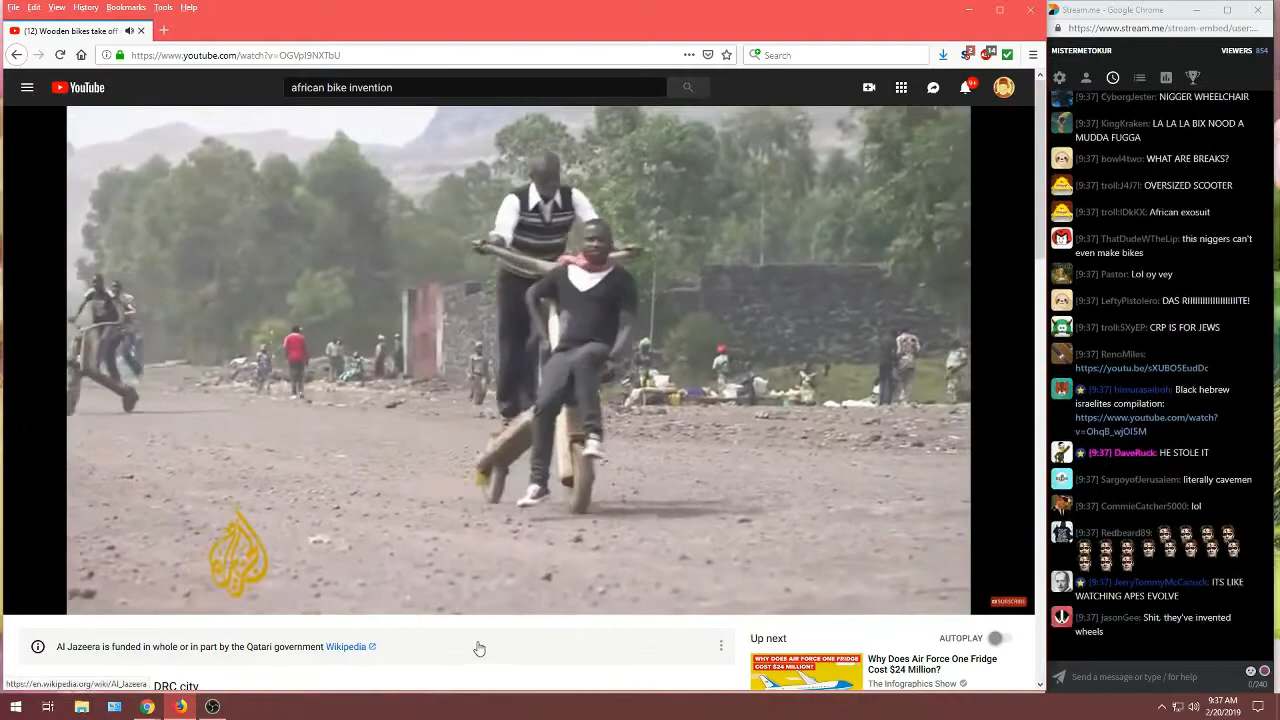 File Edit View History Bookmarks Tools Help
(12) Wooden bikes take off
https://www.youtube.com/watch?v=OGVpI9NXTbU
Search
2
14
YouTube
african bike invention
9+
SUBSCRIBE
Al Jazeera is funded in whole or in part by the Qatari government Wikipedia
https://en.wikipedia.org/wiki/Al_Jazeera
DRC city
Up next
AUTOPLAY
WHY DOES AIR FORCE ONE FRIDGE
COST $24 MILLION?
Why Does Air Force One Fridge
Cost $24 Million?
The Infographics Show
Stream.me - Google Chrome
https://www.stream.me/stream-embed/user:...
MISTERMETOKUR
VIEWERS 854
[9:37] CyborgJester: NIGGER WHEELCHAIR
[9:37] KingKraken: LA LA LA BIX NOOD A
MUDDA FUGGA
[9:37] bowl4two: WHAT ARE BREAKS?
[9:37] troll:J4J7I: OVERSIZED SCOOTER
[9:37] troll:IDkKX: African exosuit
[9:37] ThatDudeWTheLip: this niggers can't
even make bikes
[9:37] Pastor: Lol oy vey
[9:37] LeftyPistolero: DAS RIIIIIIIIIIIIIIIIIIIIITE!
[9:37] troll:5XyEP: CRP IS FOR JEWS
[9:37] RenoMiles:
https://youtu.be/sXUBO5EudDc
[9:37] himurasaiboh: Black hebrew
israelites compilation:
https://www.youtube.com/watch?
v=OhqB_wjOI5M
[9:37] DaveRuck: HE STOLE IT
[9:37] SargoyofJerusalem: literally cavemen
[9:37] CommieCatcher5000: lol
[9:37] Redbeard89:
[9:37] JerryTommyMcCanuck: ITS LIKE
WATCHING APES EVOLVE
[9:37] JasonGee: Shit, they've invented
wheels
Send a message or type / for help
0/240
9:37 AM
2/20/2019